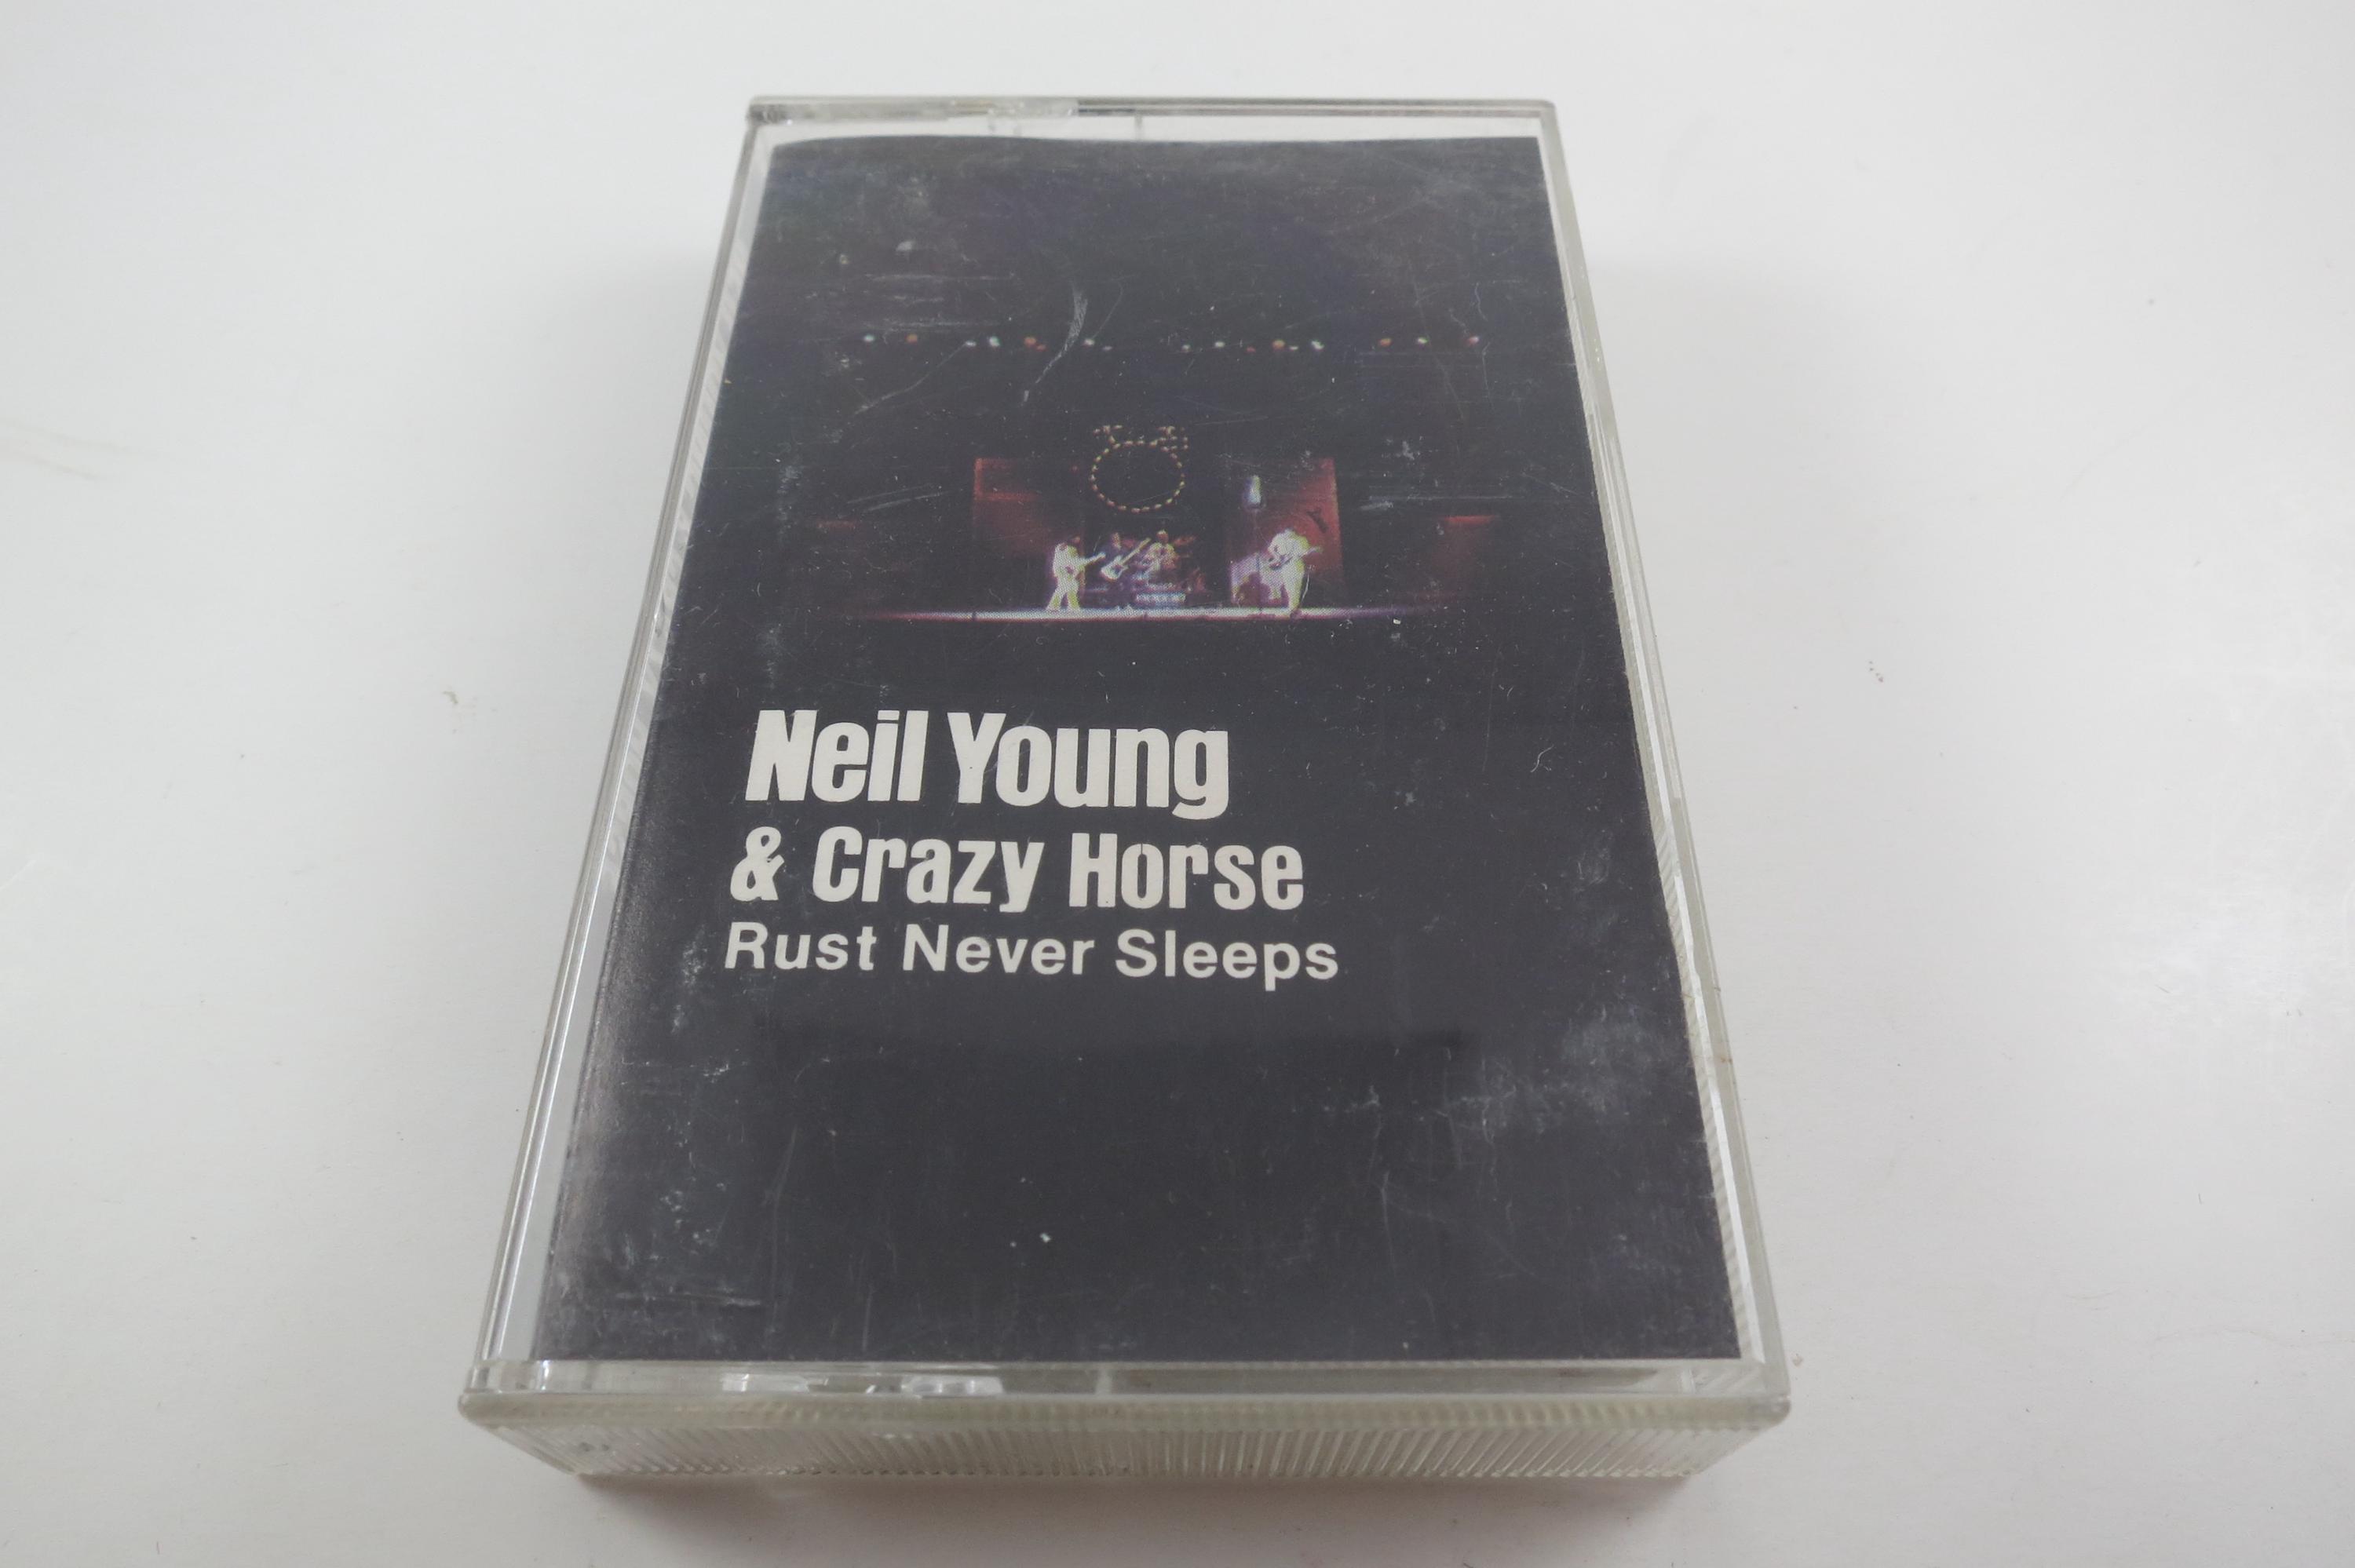 Neil Young
& Crazy Horse
Rust Never Sleeps